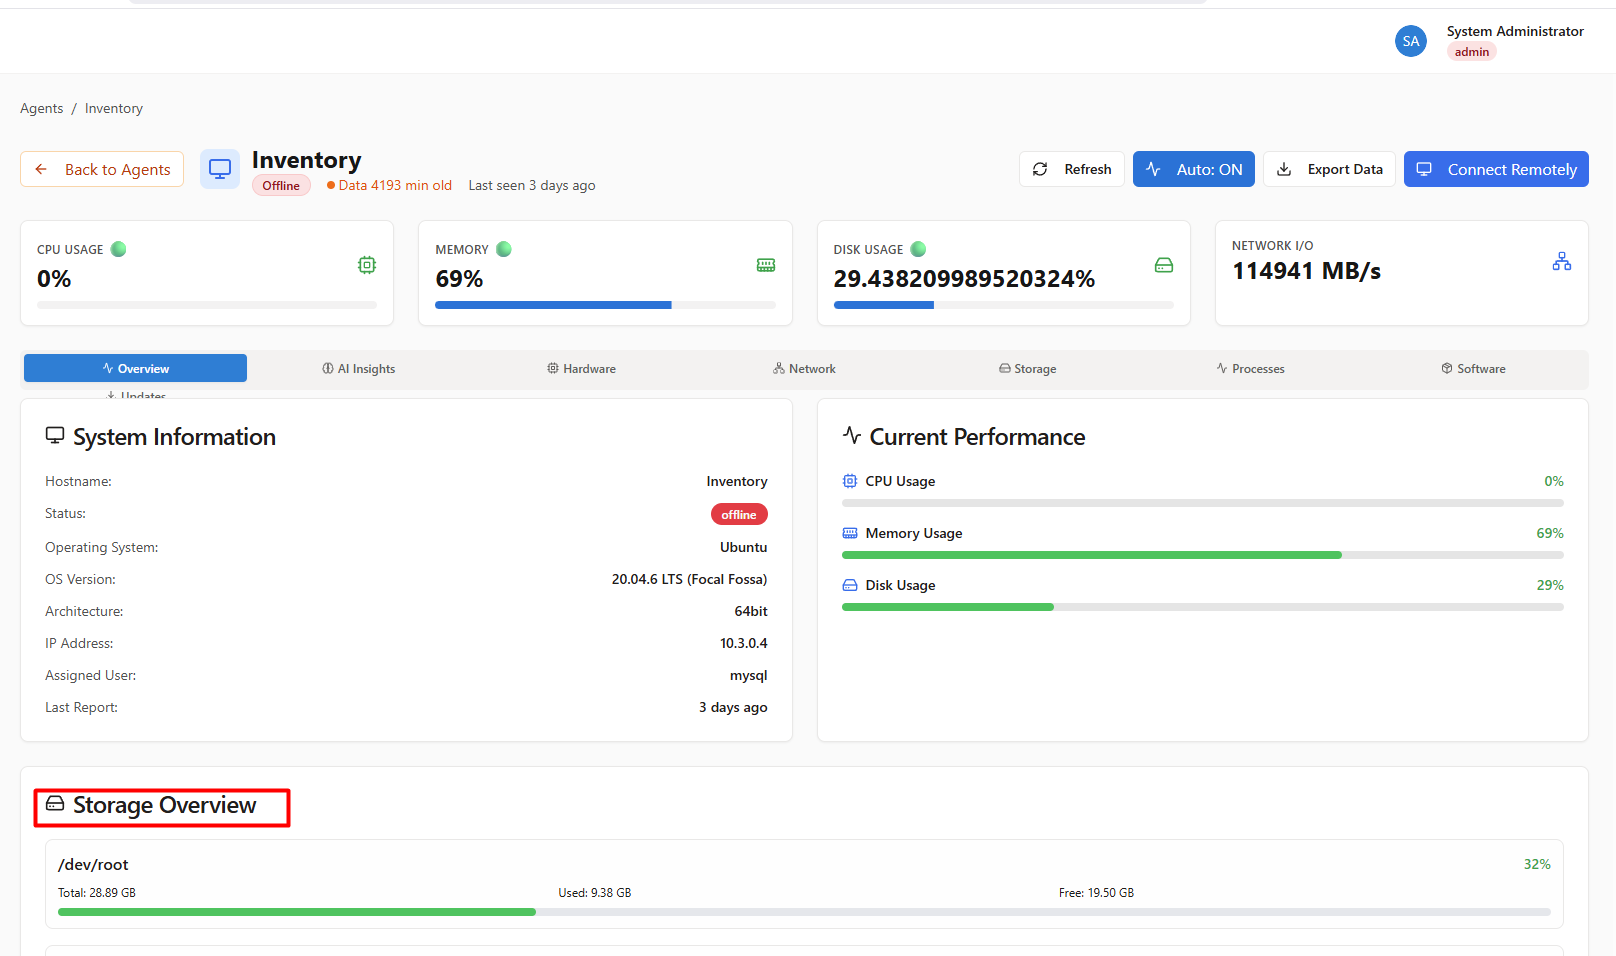 SA
System Administrator
admin
Agents / Inventory
Back to Agents
Inventory
Offline
Data 4193 min old
Last seen 3 days ago
Refresh
Auto: ON
Export Data
Connect Remotely
CPU USAGE
0%
MEMORY
69%
DISK USAGE
29.438209989520324%
NETWORK I/O
114941 MB/s
Overview
AI Insights
Hardware
Network
Storage
Processes
Software
Updates
System Information
Hostname: Inventory
Status: offline
Operating System: Ubuntu
OS Version: 20.04.6 LTS (Focal Fossa)
Architecture: 64bit
IP Address: 10.3.0.4
Assigned User: mysql
Last Report: 3 days ago
Current Performance
CPU Usage 0%
Memory Usage 69%
Disk Usage 29%
Storage Overview
/dev/root 32%
Total: 28.89 GB Used: 9.38 GB Free: 19.50 GB